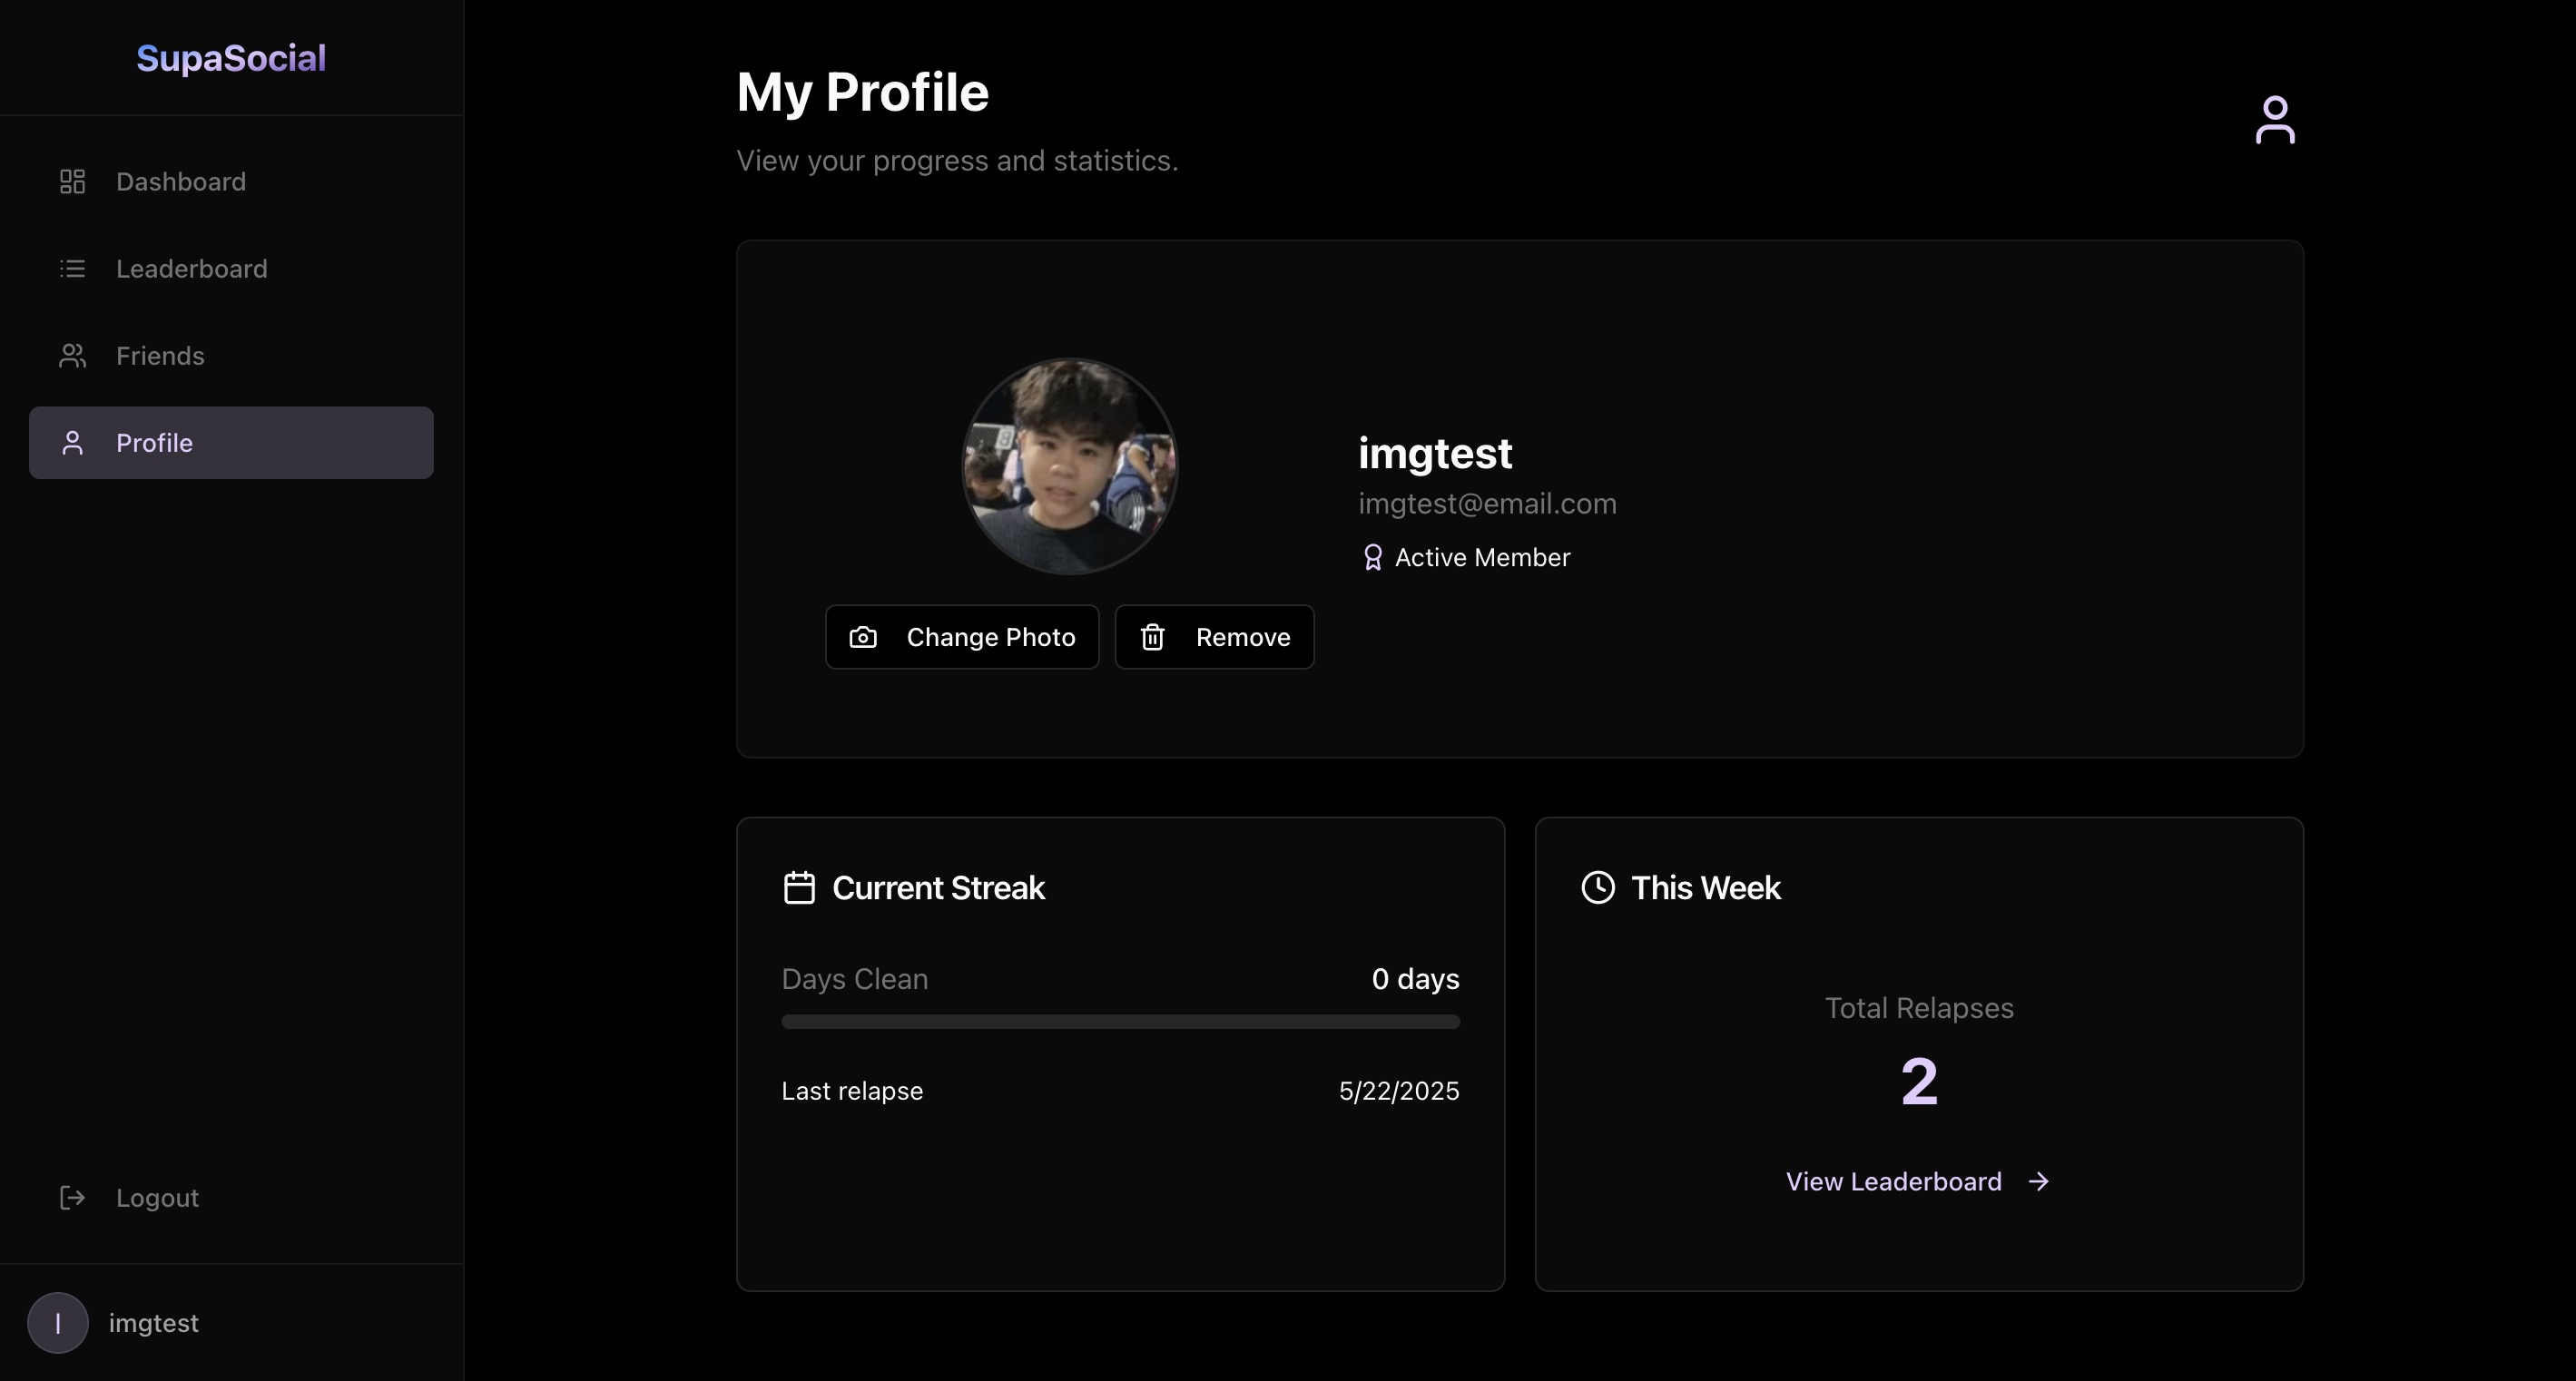 SupaSocial
Dashboard
Leaderboard
Friends
Profile
Logout
I
imgtest
My Profile
View your progress and statistics.
imgtest
imgtest@email.com
Active Member
Change Photo
Remove
Current Streak
Days Clean
0 days
Last relapse
5/22/2025
This Week
Total Relapses
2
View Leaderboard